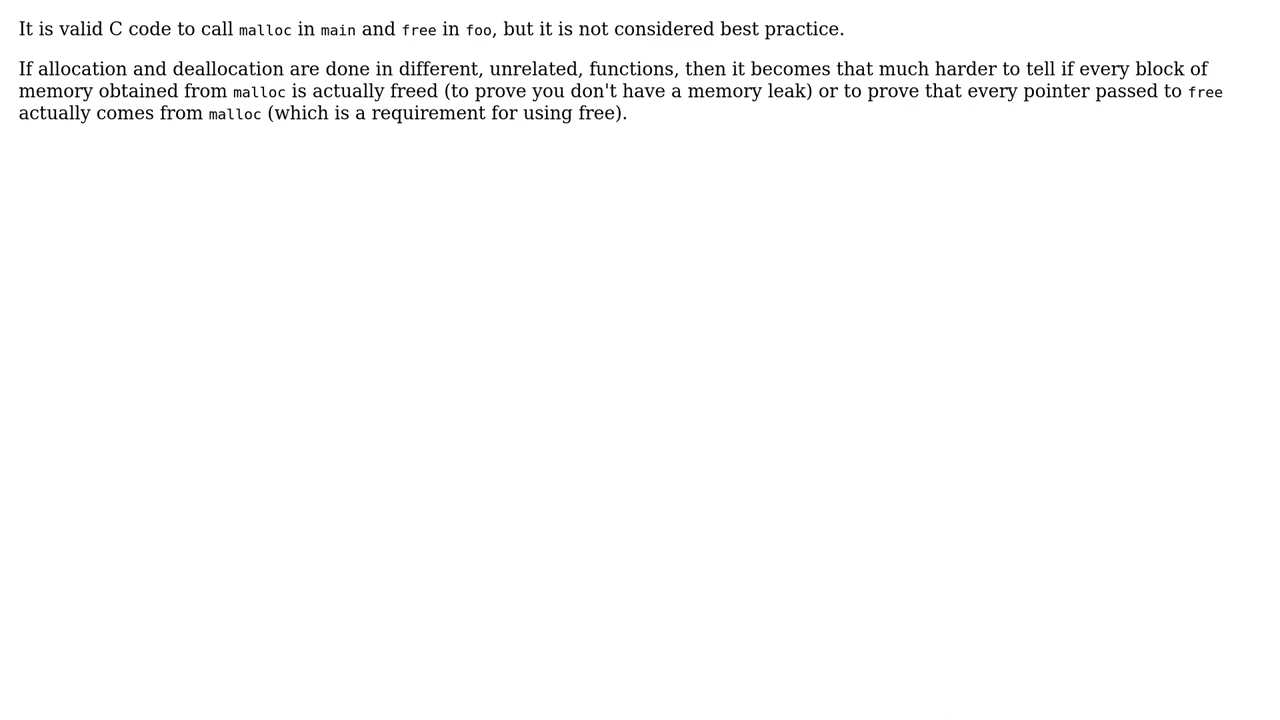 It is valid C code to call malloc in main and free in foo, but it is not considered best practice.
If allocation and deallocation are done in different, unrelated, functions, then it becomes that much harder to tell if every block of
memory obtained from malloc is actually freed (to prove you don't have a memory leak) or to prove that every pointer passed to free
actually comes from malloc (which is a requirement for using free).